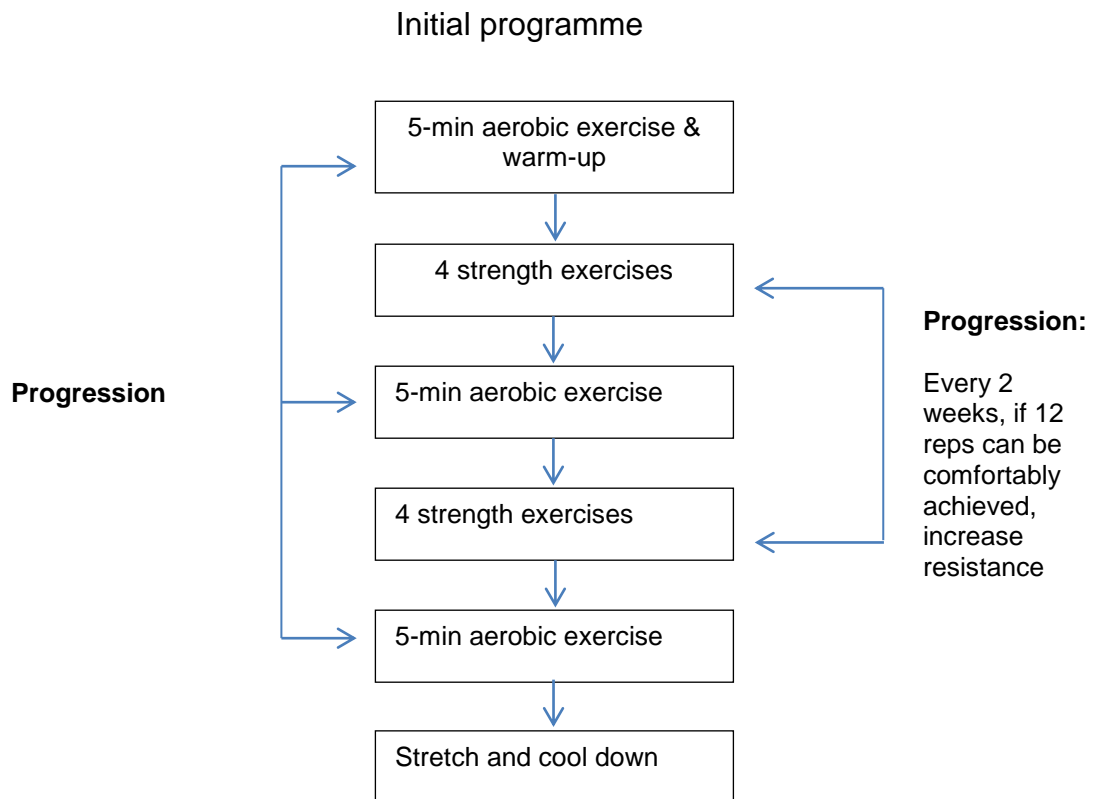 Initial programme
5-min aerobic exercise &
warm-up
4 strength exercises
Progression
5-min aerobic exercise
4 strength exercises
5-min aerobic exercise
Stretch and cool down
Progression:
Every 2
weeks, if 12
reps can be
comfortably
achieved,
increase
resistance